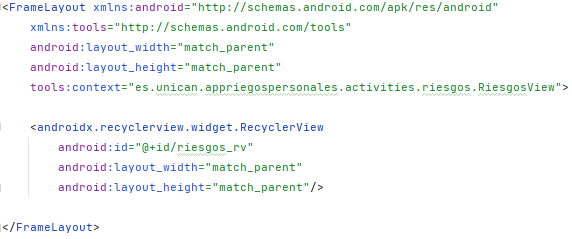 <FrameLayout xmlns:android="http://schemas.android.com/apk/res/android"
xmlns:tools="http://schemas.android.com/tools"
android:layout_width="match_parent"
android:layout_height="match_parent"
tools:context="es.unican.appriegospersonales.activities.riesgos.RiesgosView">
<androidx.recyclerview.widget.RecyclerView
android:id="@+id/riesgos_rv"
android:layout_width="match_parent"
android:layout_height="match_parent"/>
</FrameLayout>